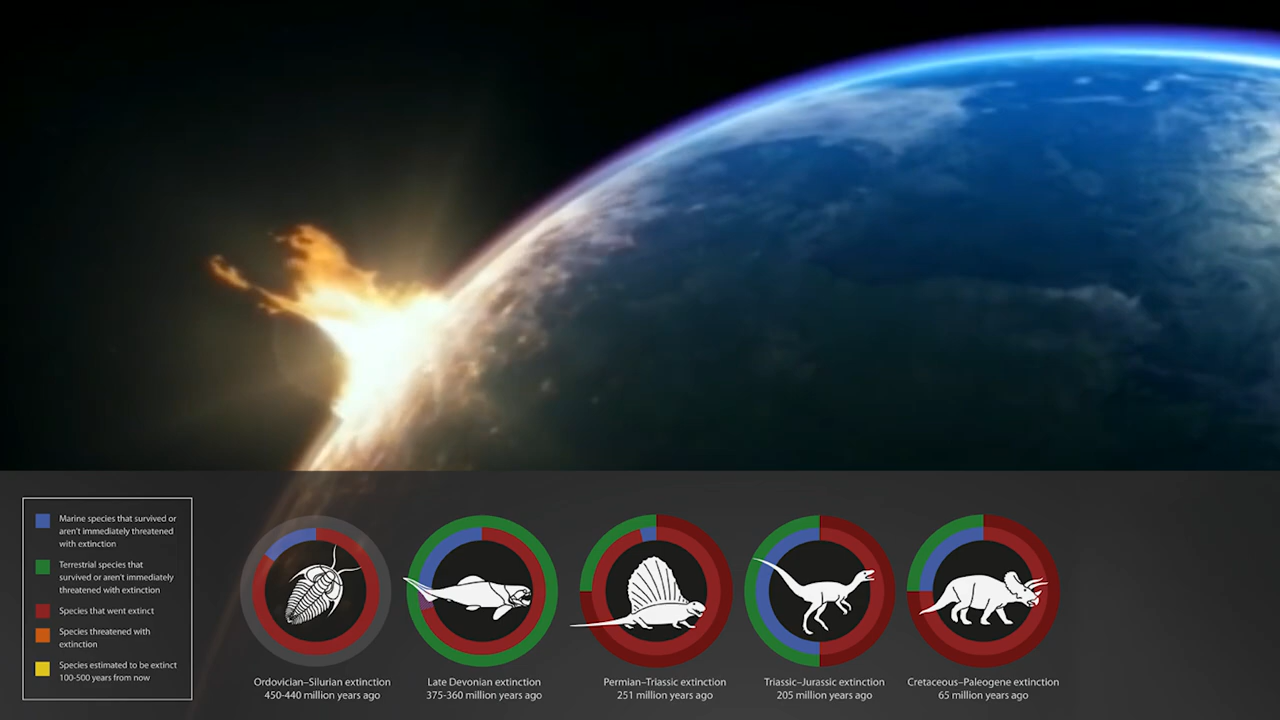 Marine species that survived or
aren't immediately threatened
with extinction
Terrestrial species that
survived or aren't immediately
threatened with extinction
Species that went extinct
Species threatened with
extinction
Species estimated to be extinct
100-500 years from now
Ordovician–Silurian extinction
450-440 million years ago
Late Devonian extinction
375-360 million years ago
Permian–Triassic extinction
251 million years ago
Triassic–Jurassic extinction
205 million years ago
Cretaceous–Paleogene extinction
65 million years ago